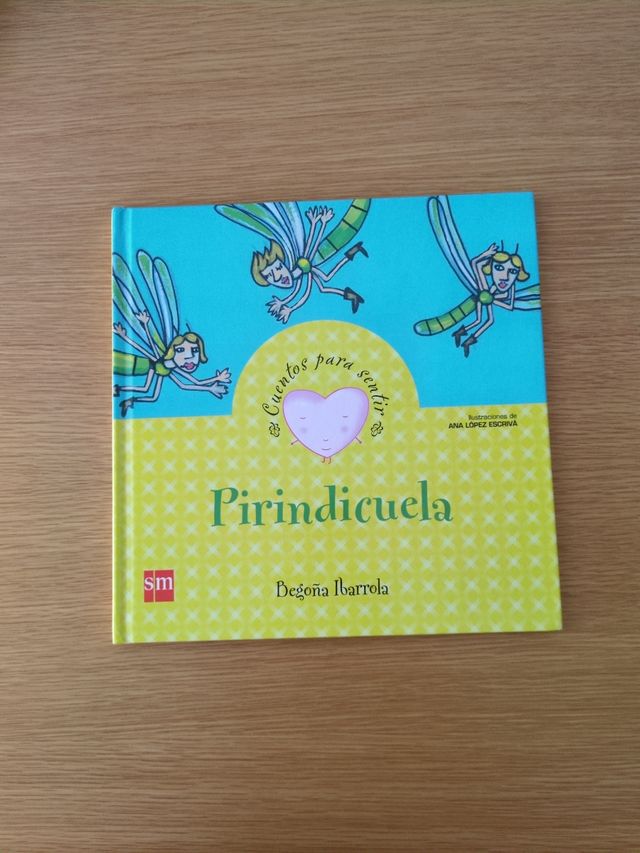 Cuentos para sentir
Ilustraciones de
ANA LÓPEZ ESCRIVÁ
Pirindicuela
sm
Begoña Ibarrola